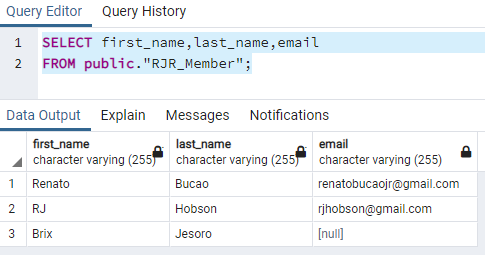 Query Editor Query History
1 SELECT first_name,last_name,email
2 FROM public."RJR_Member";
Data Output Explain Messages Notifications
first_name last_name email
character varying (255) character varying (255) character varying (255)
1 Renato Bucao renatobucaojr@gmail.com
2 RJ Hobson rjhobson@gmail.com
3 Brix Jesoro [null]